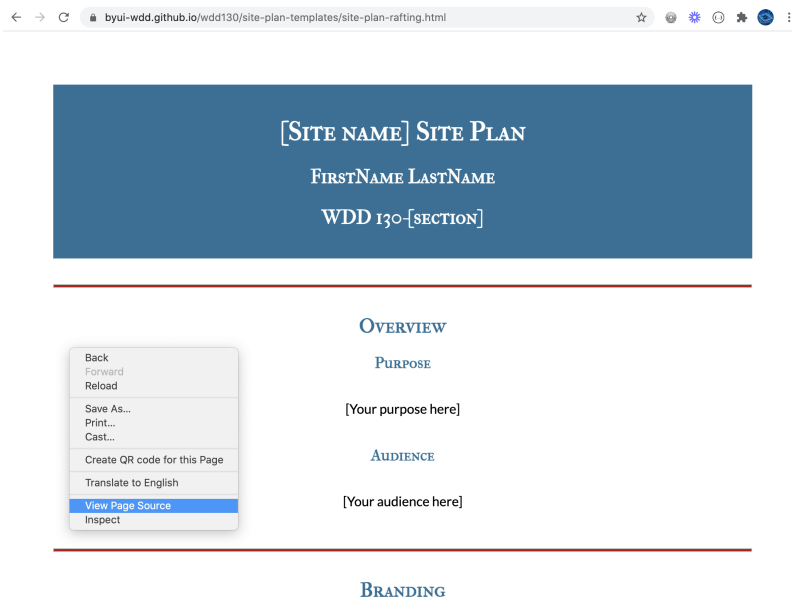 byui-wdd.github.io/wdd130/site-plan-templates/site-plan-rafting.html
[Site name] Site Plan
FirstName LastName
WDD 130-[section]
Overview
Purpose
[Your purpose here]
Audience
[Your audience here]
Back
Forward
Reload
Save As...
Print...
Cast...
Create QR code for this Page
Translate to English
View Page Source
Inspect
Branding